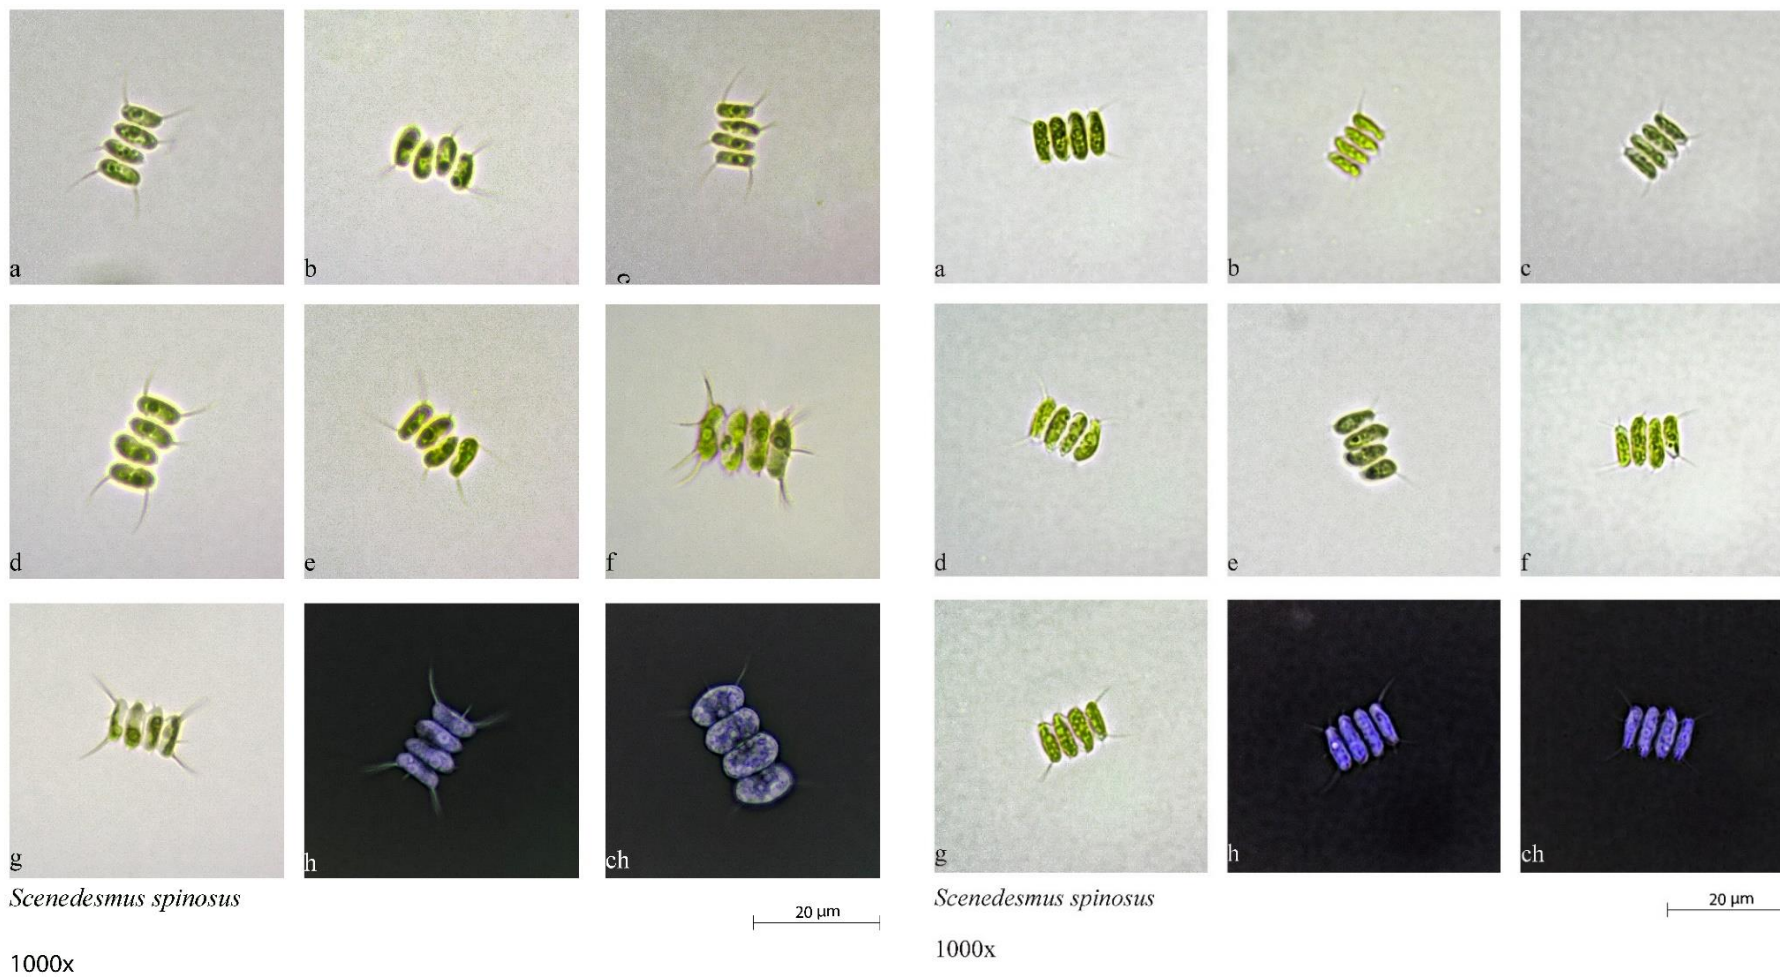 a
b
c
d
e
f
g
h
ch
Scenedesmus spinosus
20 µm
1000x
a
b
c
d
e
f
g
h
ch
Scenedesmus spinosus
20 µm
1000x